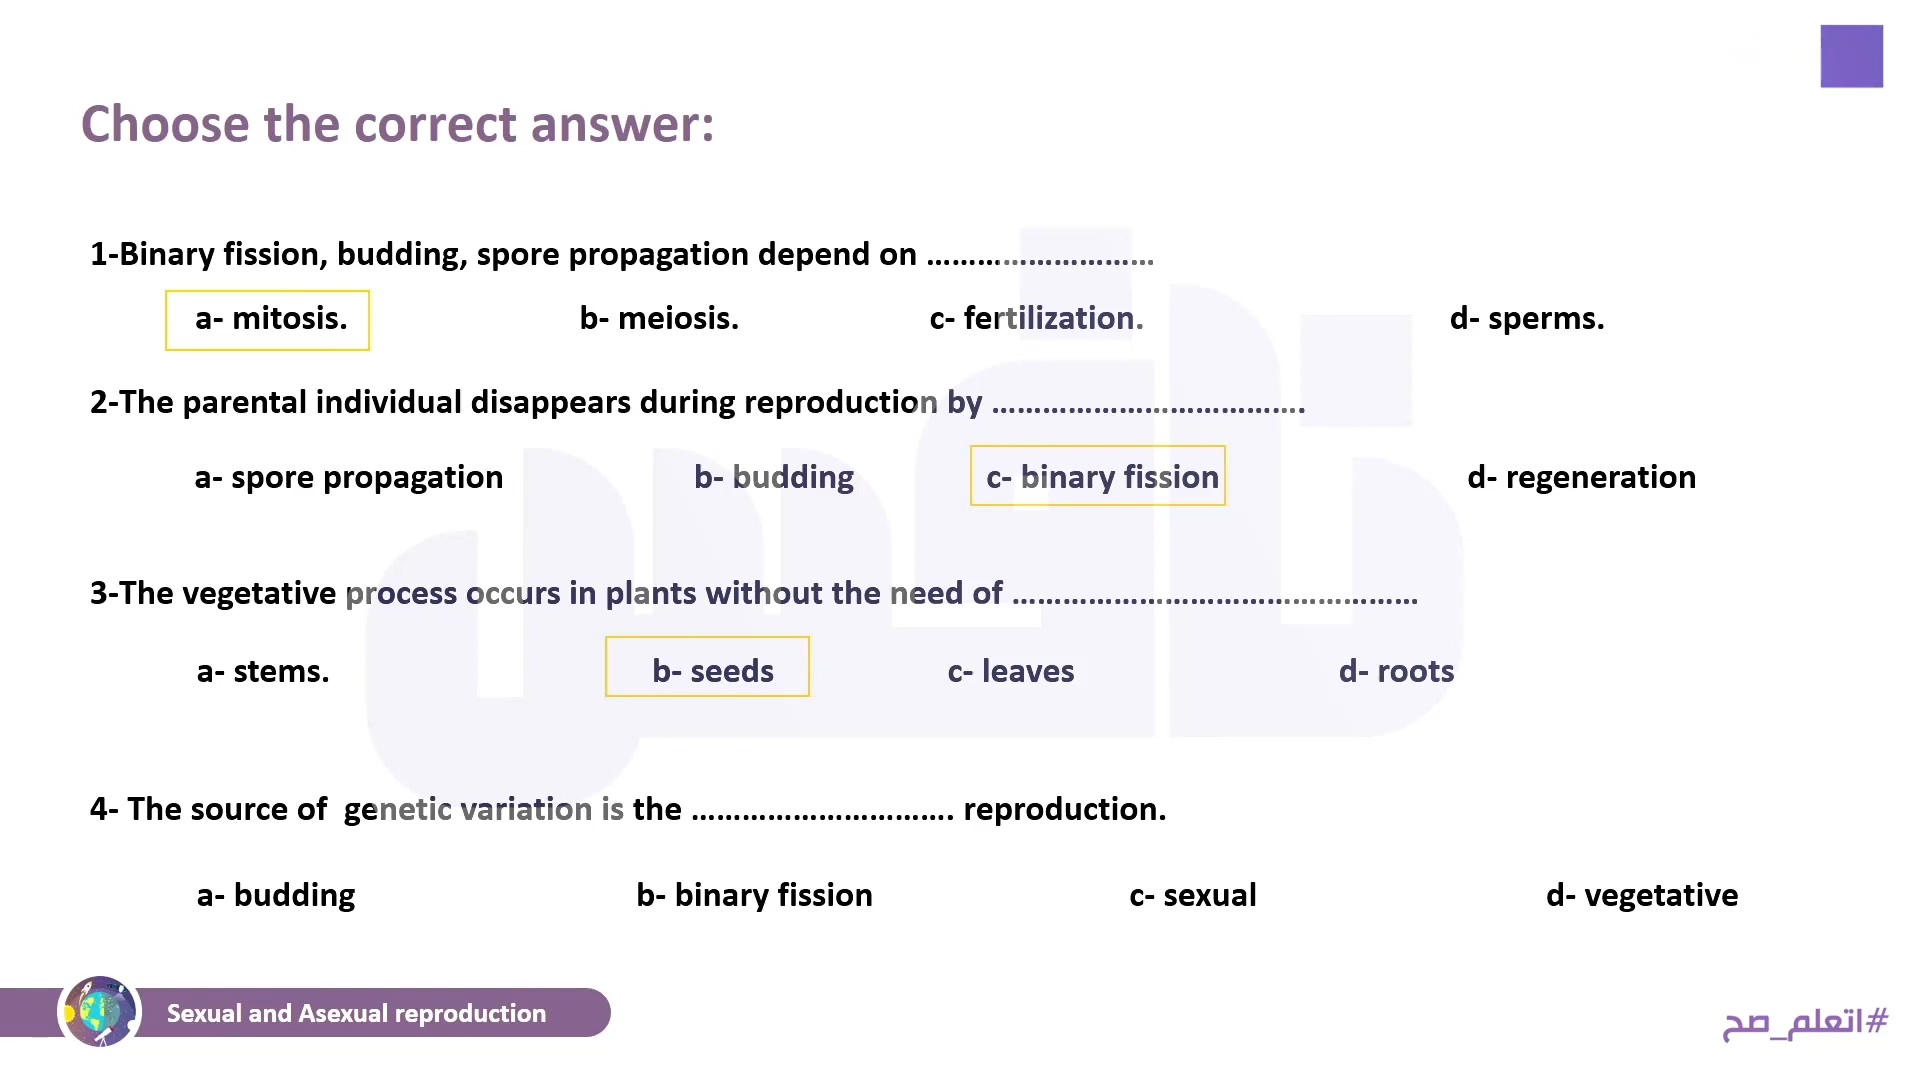 Choose the correct answer:
1-Binary fission, budding, spore propagation depend on ………………………
a- mitosis. b- meiosis. c- fertilization. d- sperms.
2-The parental individual disappears during reproduction by ……………………………….
a- spore propagation b- budding c- binary fission d- regeneration
3-The vegetative process occurs in plants without the need of …………………………………………
a- stems. b- seeds c- leaves d- roots
4- The source of  genetic variation is the …………………………. reproduction.
a- budding b- binary fission c- sexual d- vegetative
Sexual and Asexual reproduction
#اتعلم_صح